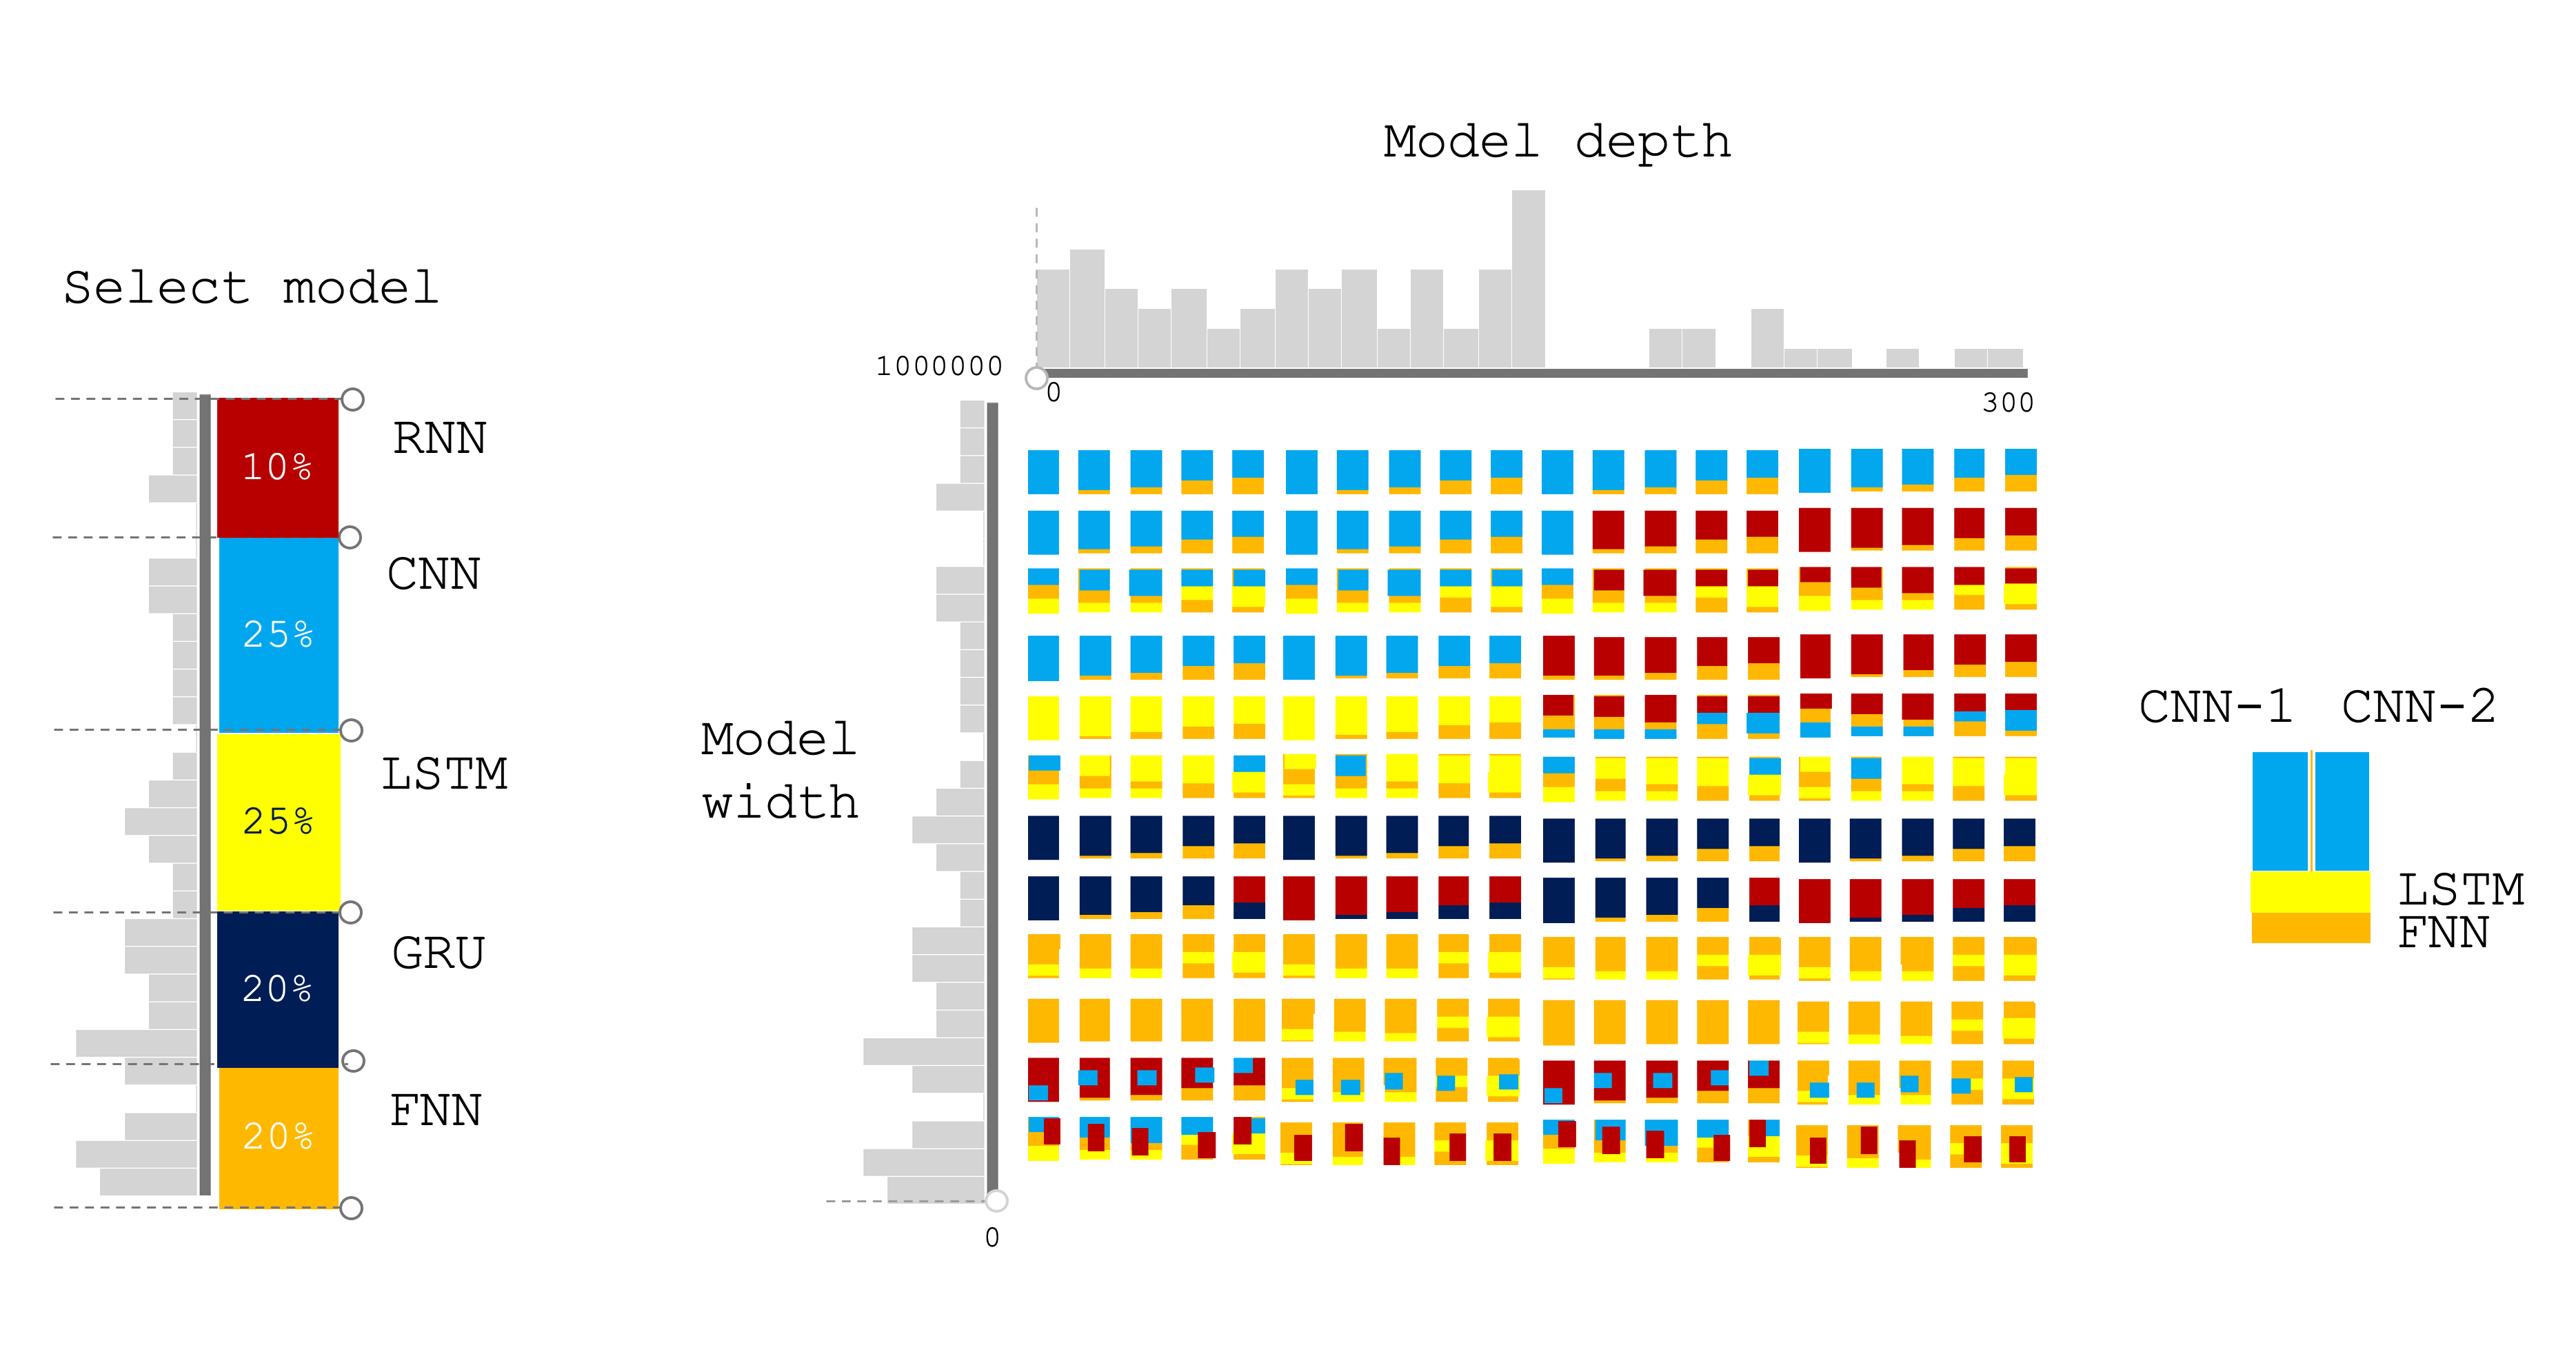 Model depth
Select model
1000000
0
300
RNN
10%
CNN
25%
LSTM
25%
GRU
20%
FNN
20%
Model
width
0
CNN-1 CNN-2
LSTM
FNN